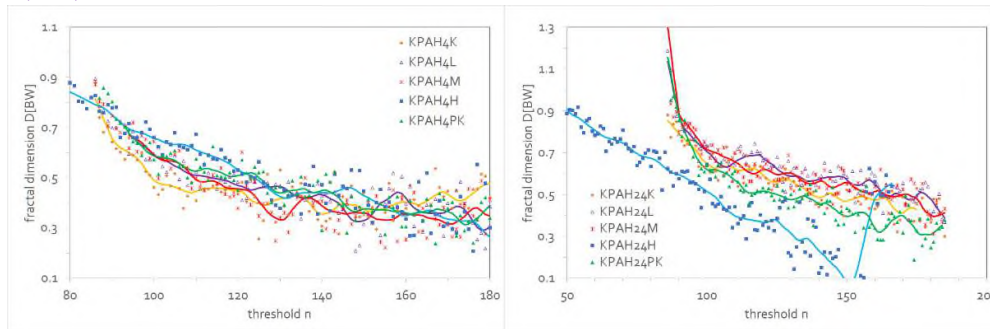 1.1
0.9
0.7
0.5
0.3
0.1
80
100
120
140
160
180
fractal dimension D[BW]
threshold n
KPAH4K
KPAH4L
KPAH4M
KPAH4H
KPAH4PK
1.3
1.1
0.9
0.7
0.5
0.3
0.1
50
100
150
20
fractal dimension D[BW]
threshold n
KPAH24K
KPAH24L
KPAH24M
KPAH24H
KPAH24PK